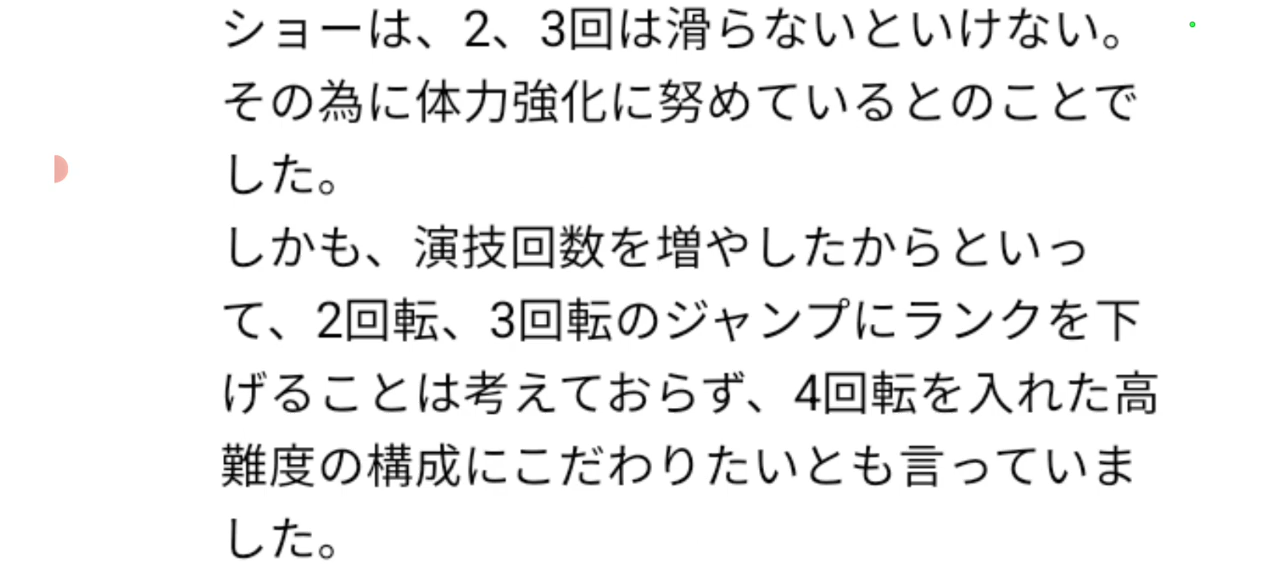 ショーは、2、3回は滑らないといけない。
その為に体力強化に努めているとのことで
した。
しかも、演技回数を増やしたからといっ
て、2回転、3回転のジャンプにランクを下
げることは考えておらず、4回転を入れた高
難度の構成にこだわりたいとも言っていま
した。